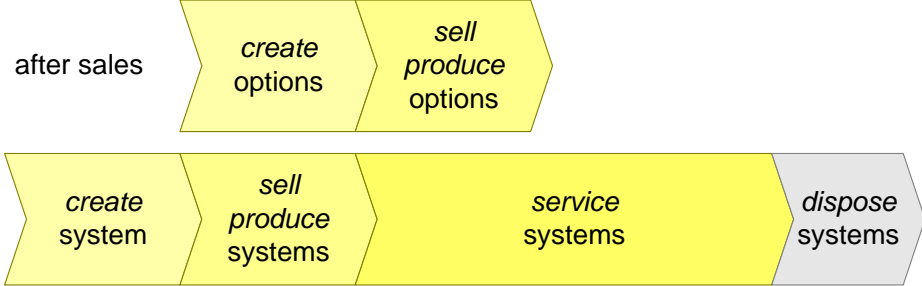 after sales
create
options
sell
produce
options
create
system
sell
produce
systems
service
systems
dispose
systems